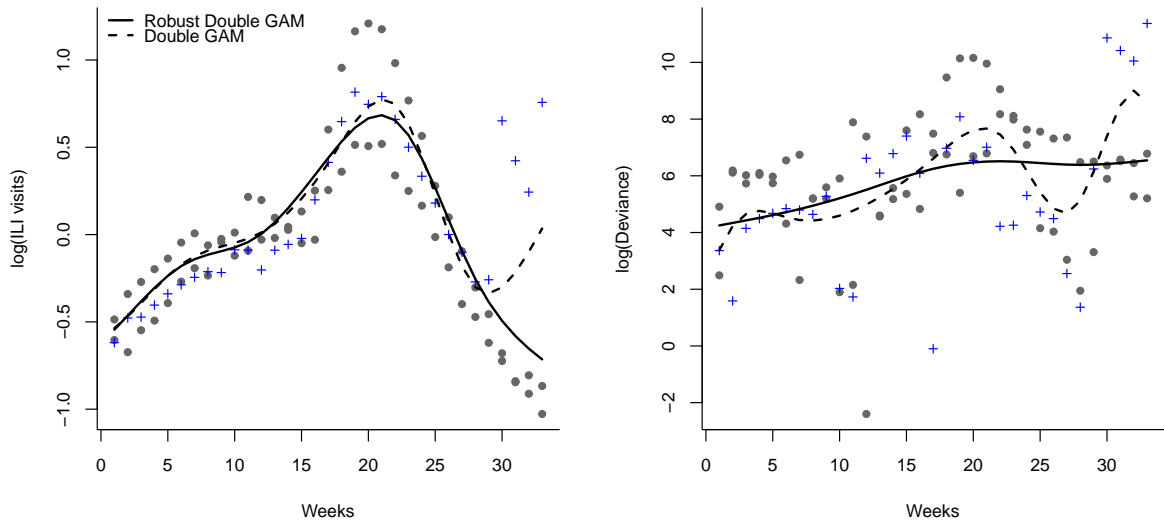 Robust Double GAM
Double GAM
log(ILI visits)
1.0
0.5
0.0
−0.5
−1.0
0 5 10 15 20 25 30
Weeks
log(Deviance)
10
8
6
4
2
0
−2
0 5 10 15 20 25 30
Weeks